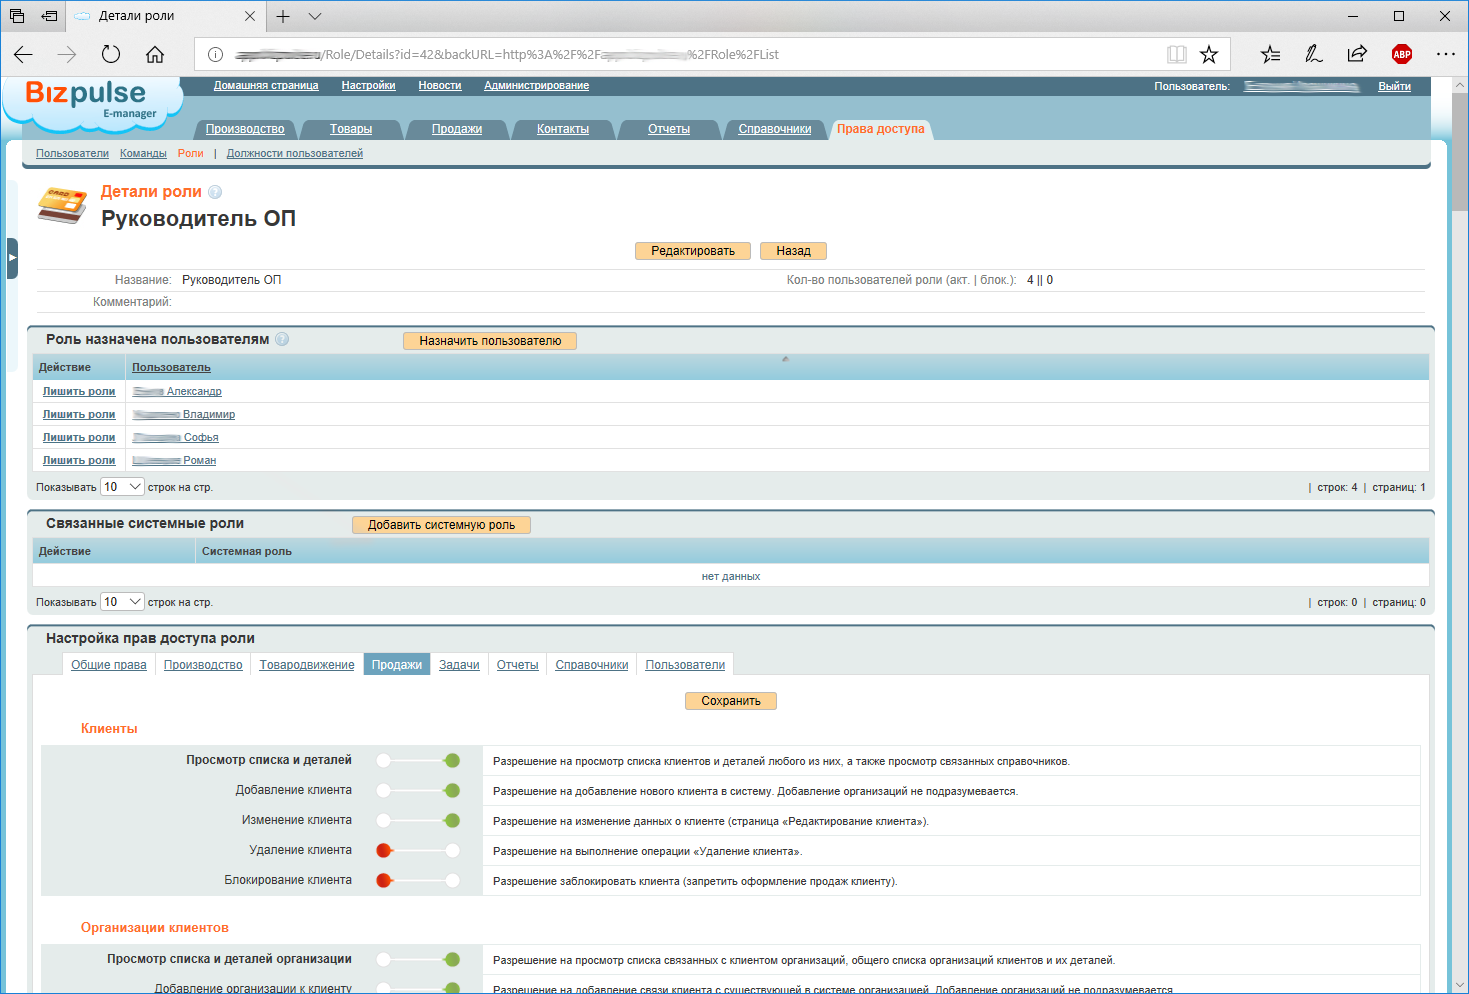 Детали роли
/Role/Details?id=42&backURL=http%3A%2F%2F
%2FRole%2FList
ABP
Bizpulse
E-manager
Домашняя страница Настройки Новости Администрирование
Пользователь: Выйти
Производство Товары Продажи Контакты Отчеты Справочники Права доступа
Пользователи Команды Роли | Должности пользователей
Детали роли ?
Руководитель ОП
Редактировать Назад
Название: Руководитель ОП Кол-во пользователей роли (акт. | блок.): 4 || 0
Комментарий:
Роль назначена пользователям ? Назначить пользователю
Действие Пользователь
Лишить роли Александр
Лишить роли Владимир
Лишить роли Софья
Лишить роли Роман
Показывать 10 строк на стр. | строк: 4 | страниц: 1
Связанные системные роли Добавить системную роль
Действие Системная роль
нет данных
Показывать 10 строк на стр. | строк: 0 | страниц: 0
Настройка прав доступа роли
Общие права Производство Товародвижение Продажи Задачи Отчеты Справочники Пользователи
Сохранить
Клиенты
Просмотр списка и деталей Разрешение на просмотр списка клиентов и деталей любого из них, а также просмотр связанных справочников.
Добавление клиента Разрешение на добавление нового клиента в систему. Добавление организаций не подразумевается.
Изменение клиента Разрешение на изменение данных о клиенте (страница «Редактирование клиента»).
Удаление клиента Разрешение на выполнение операции «Удаление клиента».
Блокирование клиента Разрешение заблокировать клиента (запретить оформление продаж клиенту).
Организации клиентов
Просмотр списка и деталей организации Разрешение на просмотр списка связанных с клиентом организаций, общего списка организаций клиентов и их деталей.
Добавление организации к клиенту Разрешение на добавление связи клиента с существующей в системе организацией. Добавление организаций не подразумевается.